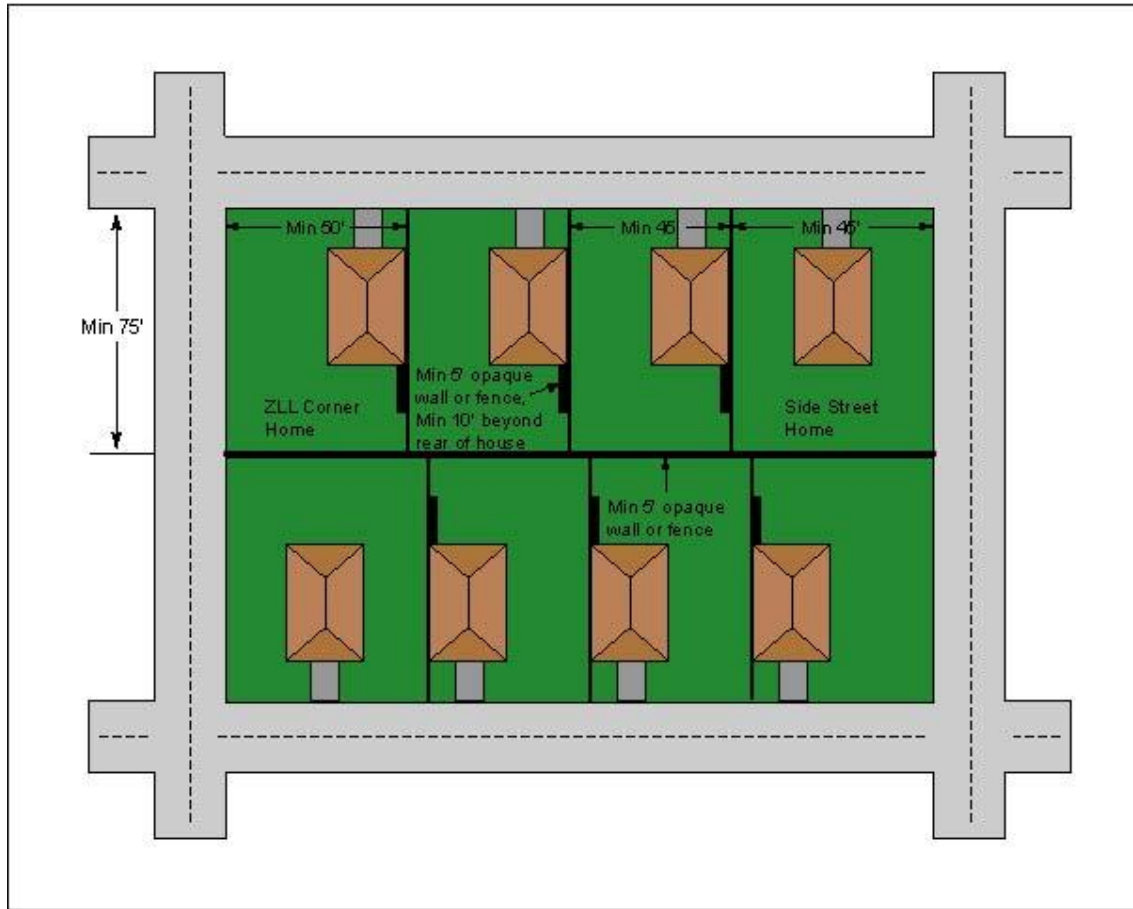 Min 50'
Min 45'
Min 45'
Min 75'
Min 5' opaque
wall or fence,
Min 10' beyond
rear of house
ZLL Corner
Home
Side Street
Home
Min 5' opaque
wall or fence